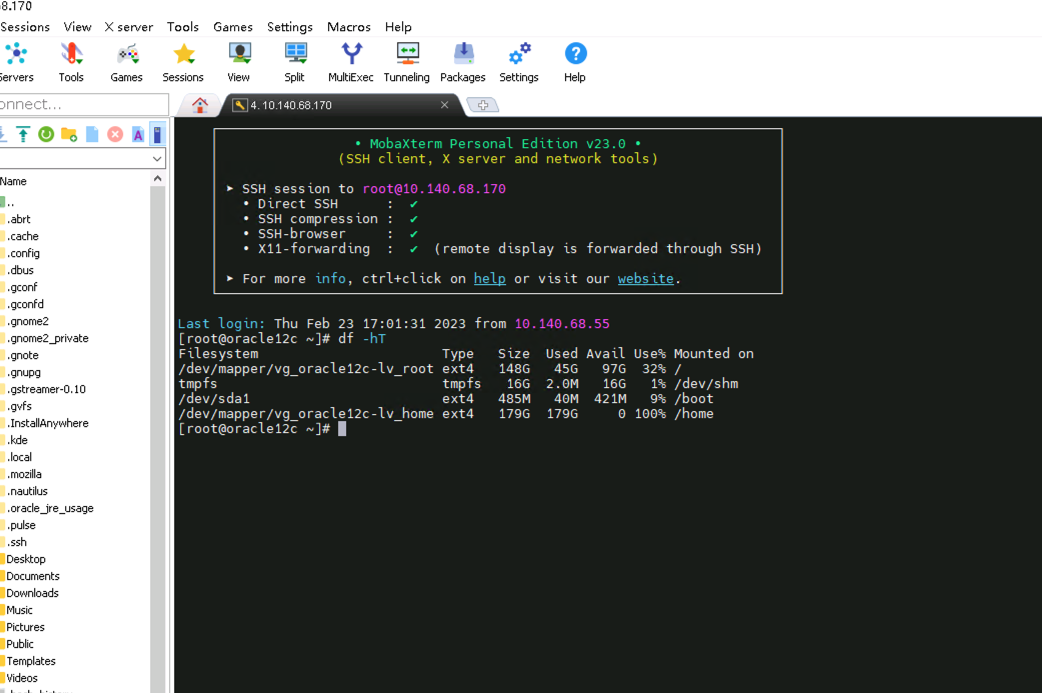 8.170
Sessions View X server Tools Games Settings Macros Help
Servers Tools Games Sessions View Split MultiExec Tunneling Packages Settings Help
onnect...
4. 10.140.68.170
Name
..
.abrt
.cache
.config
.dbus
.gconf
.gconfd
.gnome2
.gnome2_private
.gnote
.gnupg
.gstreamer-0.10
.gvfs
.InstallAnywhere
.kde
.local
.mozilla
.nautilus
.oracle_jre_usage
.pulse
.ssh
Desktop
Documents
Downloads
Music
Pictures
Public
Templates
Videos
• MobaXterm Personal Edition v23.0 •
(SSH client, X server and network tools)
► SSH session to root@10.140.68.170
• Direct SSH : ✔
• SSH compression : ✔
• SSH-browser : ✔
• X11-forwarding : ✔ (remote display is forwarded through SSH)
► For more info, ctrl+click on help or visit our website.
Last login: Thu Feb 23 17:01:31 2023 from 10.140.68.55
[root@oracle12c ~]# df -hT
Filesystem Type Size Used Avail Use% Mounted on
/dev/mapper/vg_oracle12c-lv_root ext4 148G 45G 97G 32% /
tmpfs tmpfs 16G 2.0M 16G 1% /dev/shm
/dev/sda1 ext4 485M 40M 421M 9% /boot
/dev/mapper/vg_oracle12c-lv_home ext4 179G 179G 0 100% /home
[root@oracle12c ~]#